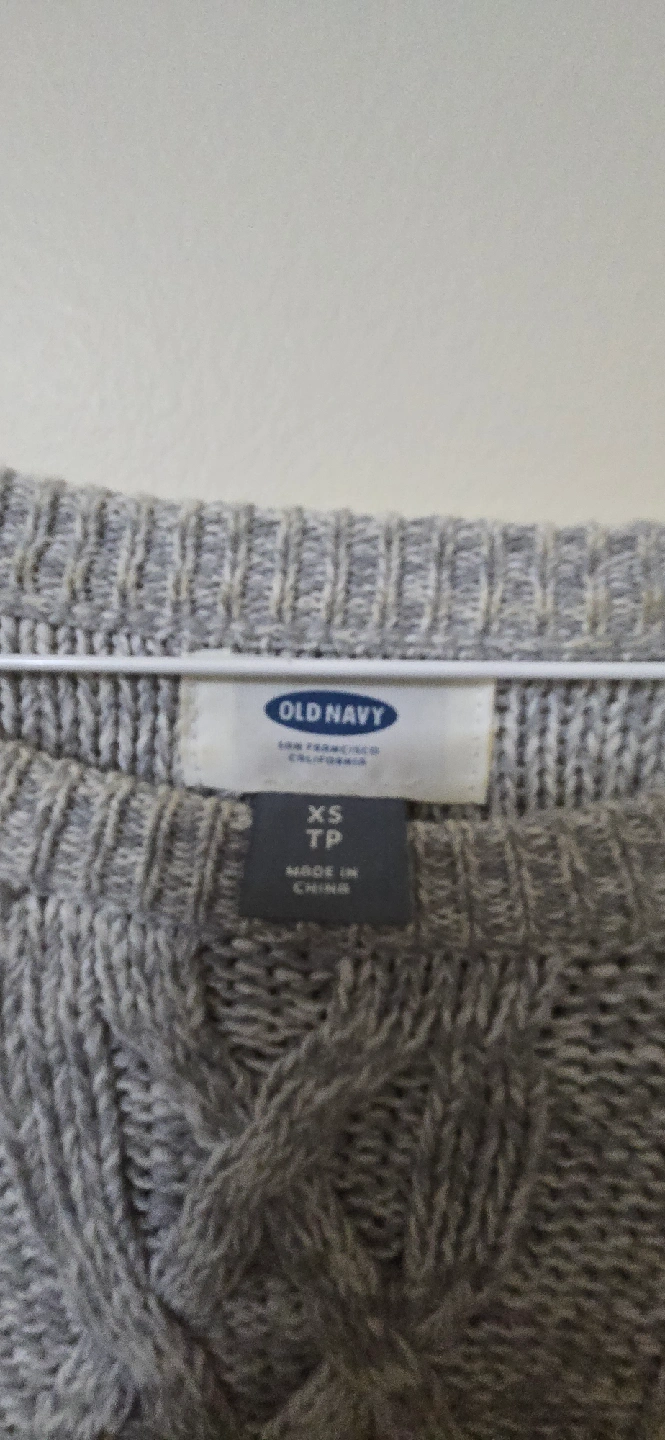 OLD NAVY
SAN FRANCISCO
CALIFORNIA
XS
TP
MADE IN
CHINA